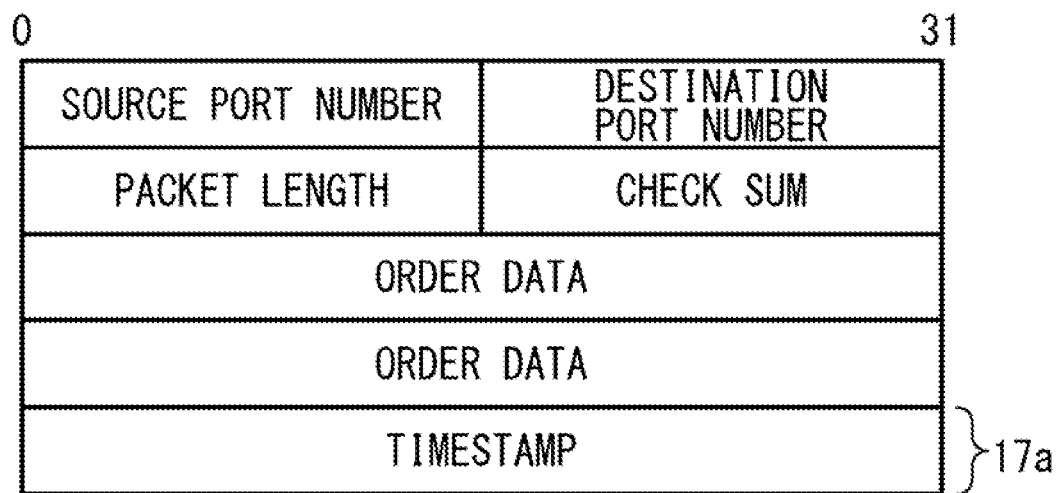 0 31
SOURCE PORT NUMBER
DESTINATION
PORT NUMBER
PACKET LENGTH
CHECK SUM
ORDER DATA
ORDER DATA
TIMESTAMP
17a